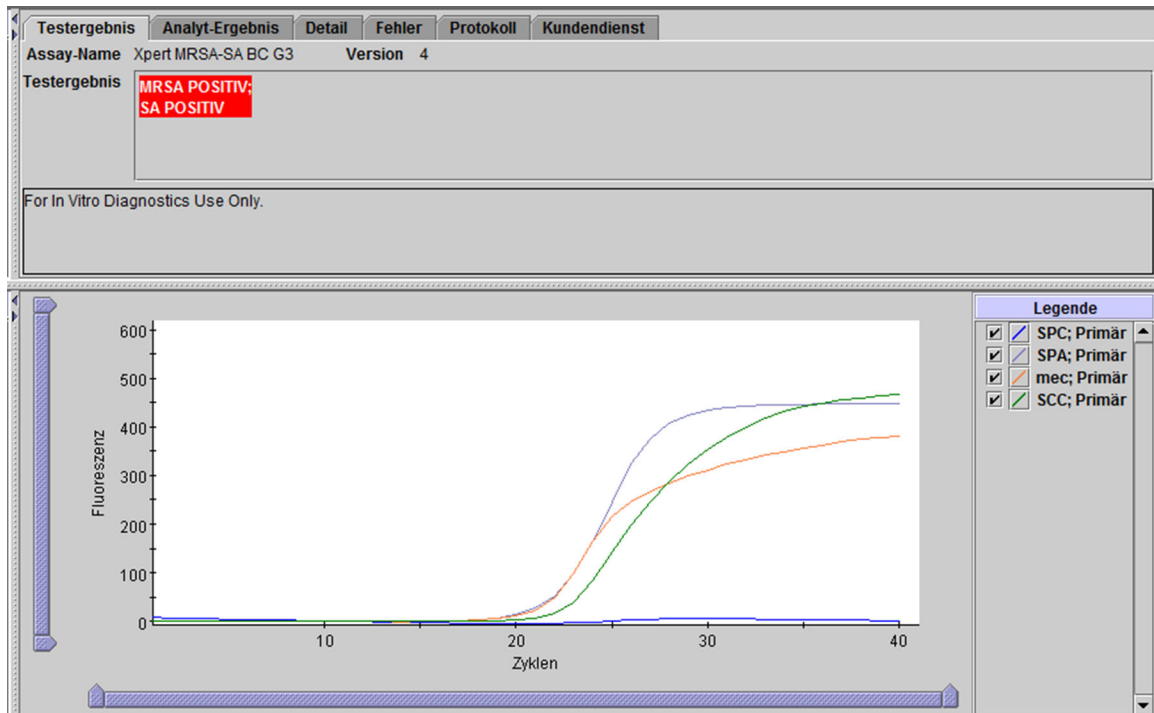 Testergebnis Analyt-Ergebnis Detail Fehler Protokoll Kundendienst
Assay-Name Xpert MRSA-SA BC G3 Version 4
Testergebnis
MRSA POSITIV;
SA POSITIV
For In Vitro Diagnostics Use Only.
600
500
400
300
200
100
0
Fluoreszenz
10 20 30 40
Zyklen
Legende
SPC; Primär
SPA; Primär
mec; Primär
SCC; Primär